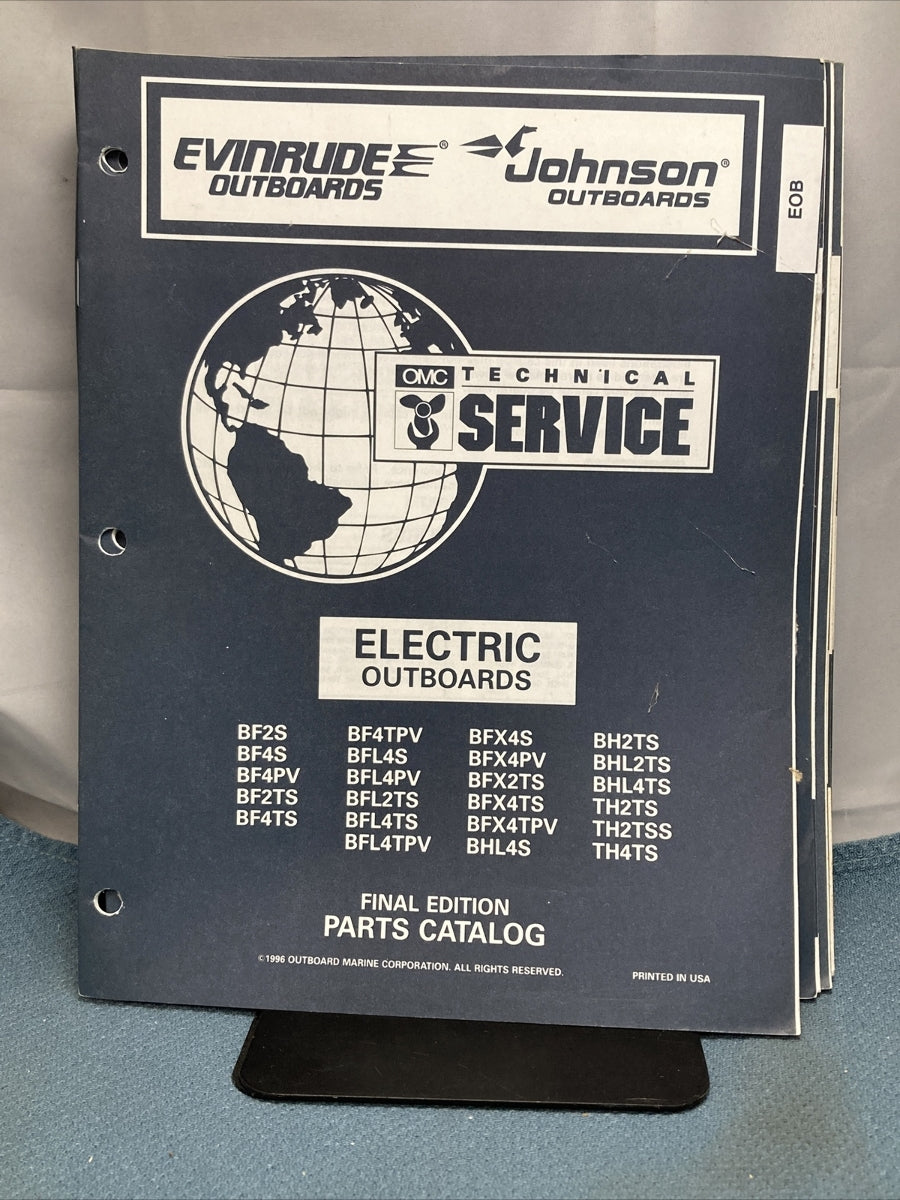 EVINRUDE®
OUTBOARDS
Johnson®
OUTBOARDS
EOB
OMC TECHNICAL
SERVICE
ELECTRIC
OUTBOARDS
BF2S
BF4S
BF4PV
BF2TS
BF4TS
BF4TPV
BFL4S
BFL4PV
BFL2TS
BFL4TS
BFL4TPV
BFX4S
BFX4PV
BFX2TS
BFX4TS
BFX4TPV
BHL4S
BH2TS
BHL2TS
BHL4TS
TH2TS
TH2TSS
TH4TS
FINAL EDITION
PARTS CATALOG
©1996 OUTBOARD MARINE CORPORATION. ALL RIGHTS RESERVED.
PRINTED IN USA